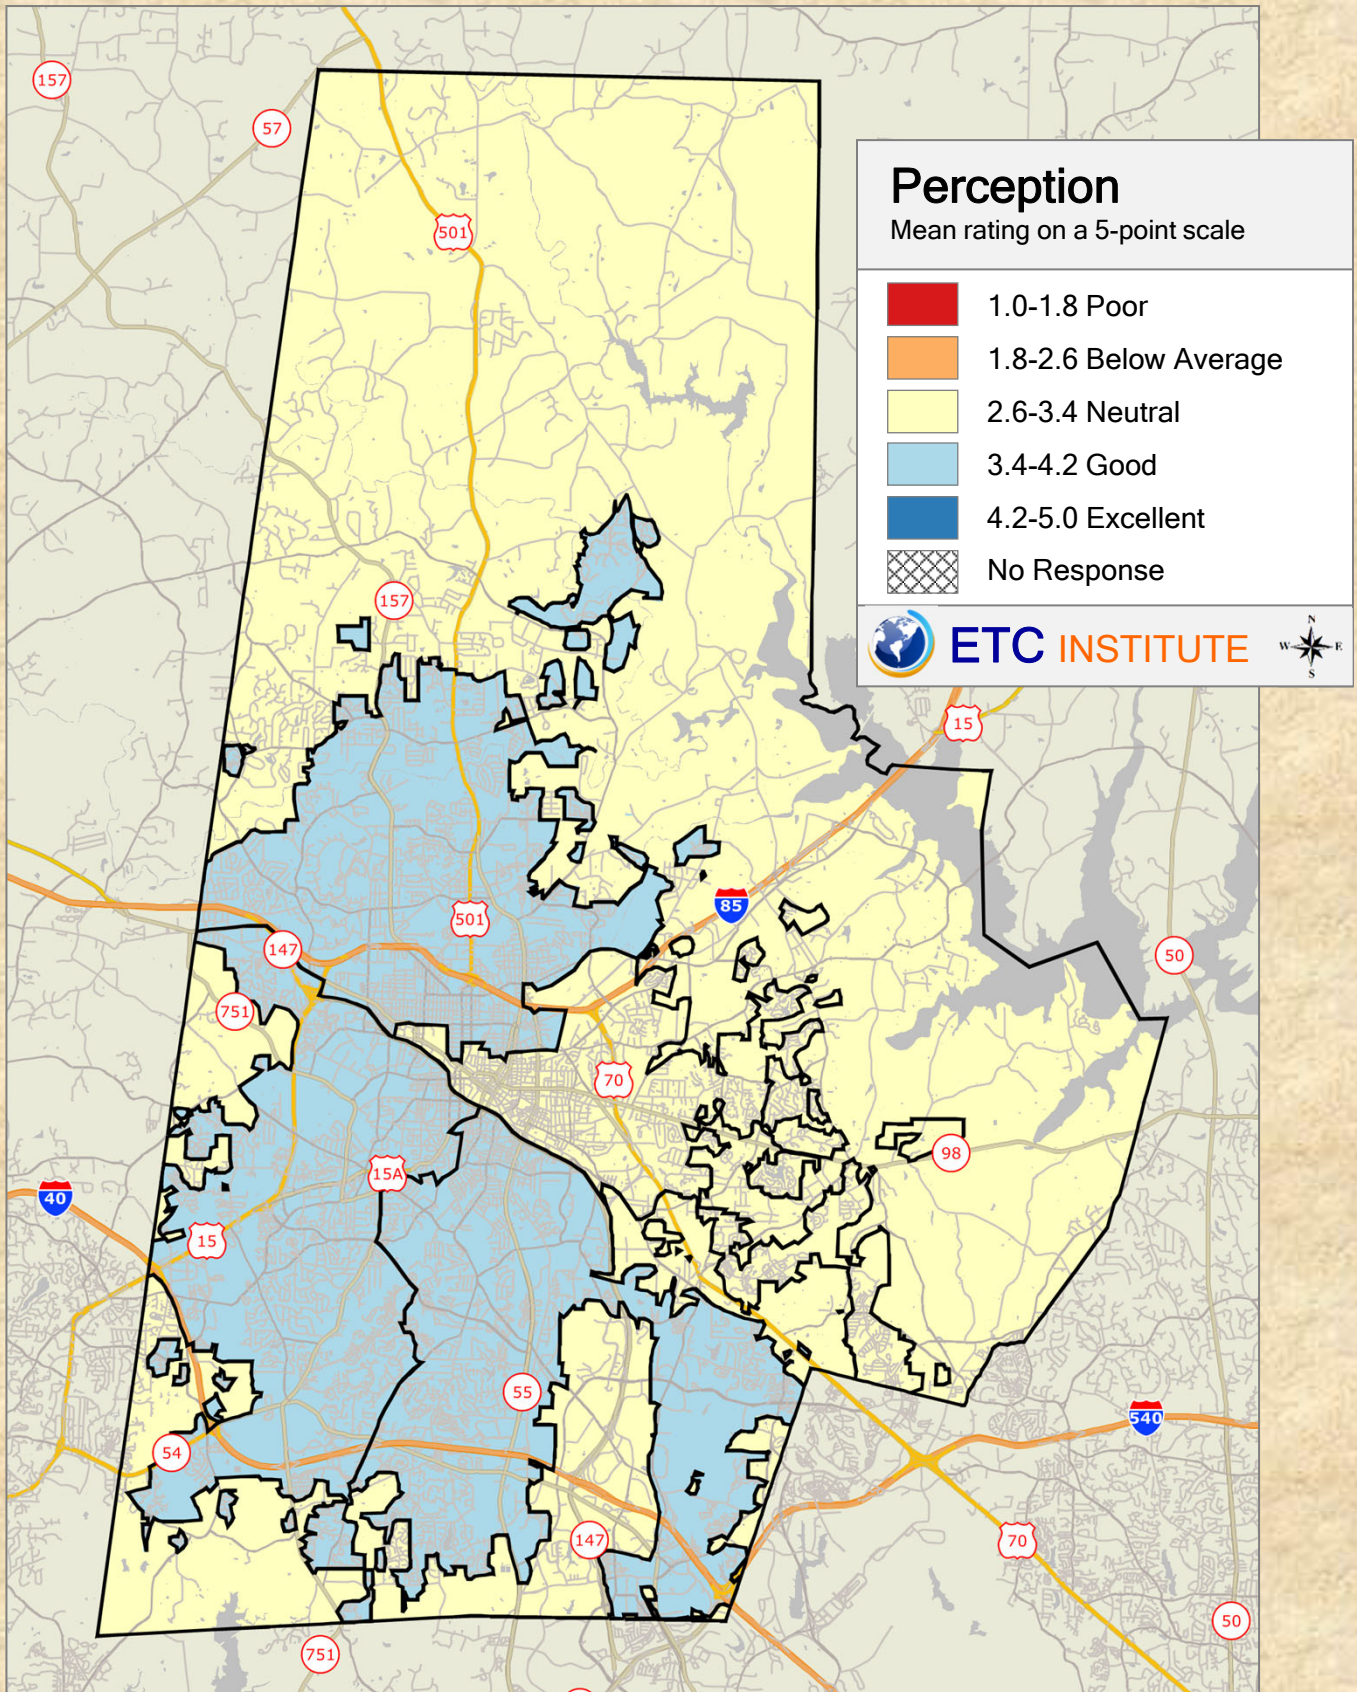 157
57
501
Perception
Mean rating on a 5-point scale
1.0-1.8 Poor
1.8-2.6 Below Average
2.6-3.4 Neutral
3.4-4.2 Good
4.2-5.0 Excellent
No Response
ETC INSTITUTE
N
W E
S
157
15
85
501
147
50
751
70
98
15A
40
15
55
540
54
147
70
50
751